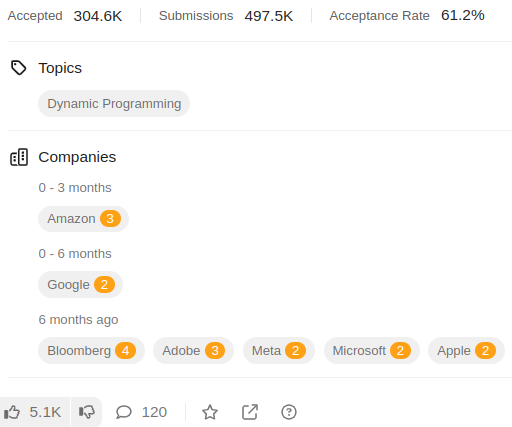 Accepted 304.6K Submissions 497.5K Acceptance Rate 61.2%
Topics
Dynamic Programming
Companies
0 - 3 months
Amazon 3
0 - 6 months
Google 2
6 months ago
Bloomberg 4 Adobe 3 Meta 2 Microsoft 2 Apple 2
5.1K 120